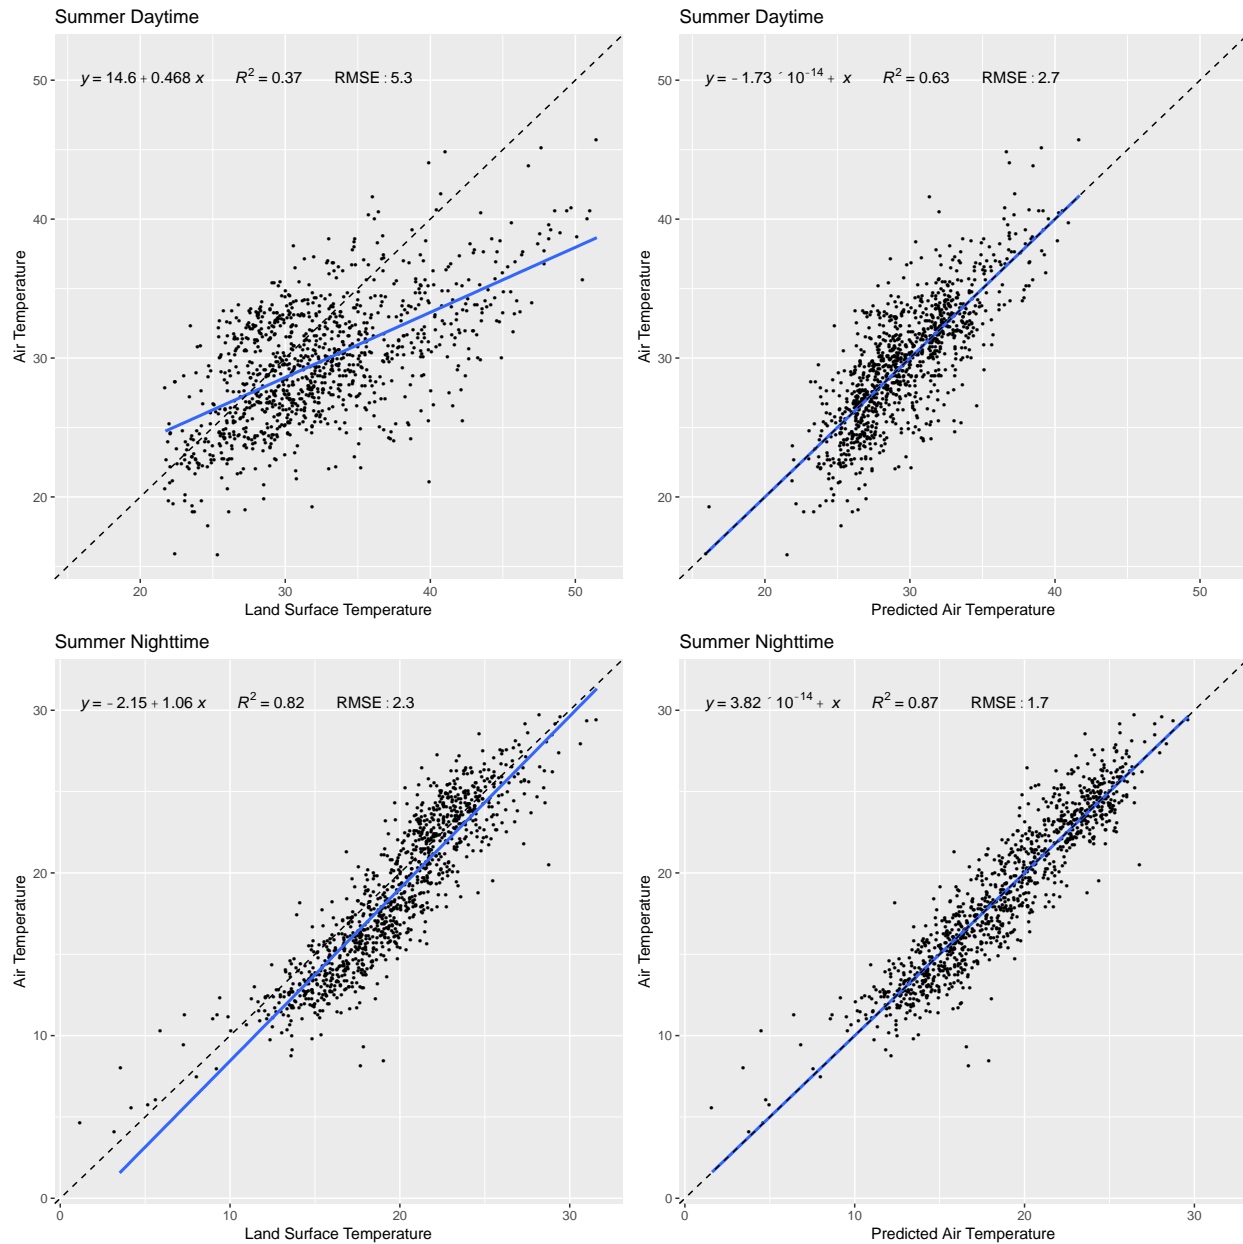 Summer Daytime
y = 14.6 + 0.468 x R² = 0.37 RMSE : 5.3
50
40
30
20
Air Temperature
20 30 40 50
Land Surface Temperature
Summer Daytime
y = - 1.73 ´ 10⁻¹⁴ + x R² = 0.63 RMSE : 2.7
50
40
30
20
Air Temperature
20 30 40 50
Predicted Air Temperature
Summer Nighttime
y = - 2.15 + 1.06 x R² = 0.82 RMSE : 2.3
30
20
10
0
Air Temperature
0 10 20 30
Land Surface Temperature
Summer Nighttime
y = 3.82 ´ 10⁻¹⁴ + x R² = 0.87 RMSE : 1.7
30
20
10
0
Air Temperature
0 10 20 30
Predicted Air Temperature